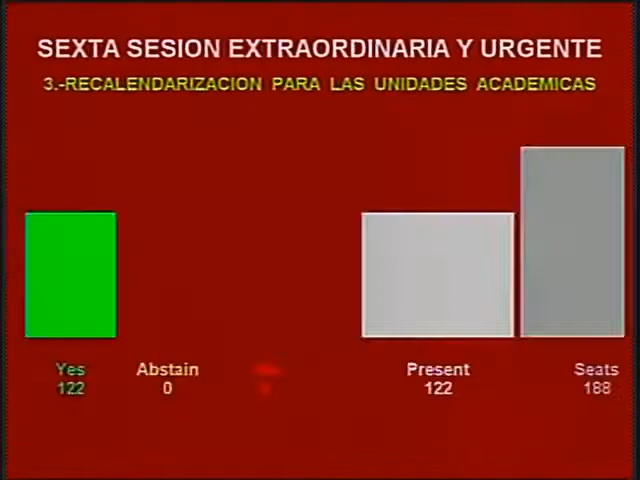 SEXTA SESION EXTRAORDINARIA Y URGENTE
3.-RECALENDARIZACION PARA LAS UNIDADES ACADEMICAS
Yes Abstain Present Seats
122 0 122 188